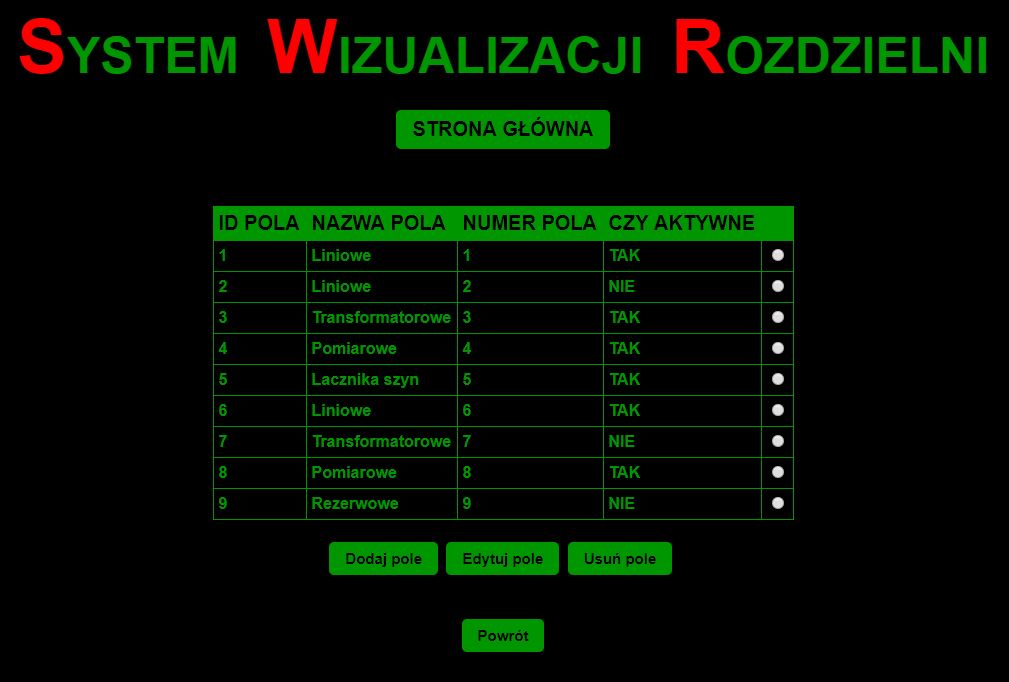 SYSTEM WIZUALIZACJI ROZDZIELNI
STRONA GŁÓWNA
ID POLA NAZWA POLA NUMER POLA CZY AKTYWNE
1 Liniowe 1 TAK
2 Liniowe 2 NIE
3 Transformatorowe 3 TAK
4 Pomiarowe 4 TAK
5 Lacznika szyn 5 TAK
6 Liniowe 6 TAK
7 Transformatorowe 7 NIE
8 Pomiarowe 8 TAK
9 Rezerwowe 9 NIE
Dodaj pole Edytuj pole Usuń pole
Powrót